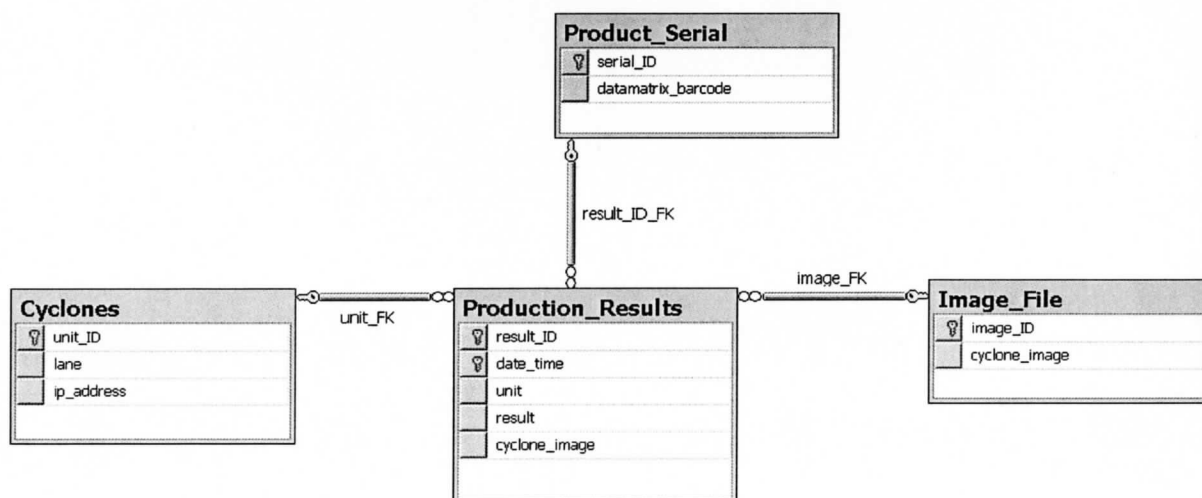 Product_Serial
serial_ID
datamatrix_barcode
result_ID_FK
Cyclones
unit_ID
lane
ip_address
unit_FK
Production_Results
result_ID
date_time
unit
result
cyclone_image
image_FK
Image_File
image_ID
cyclone_image